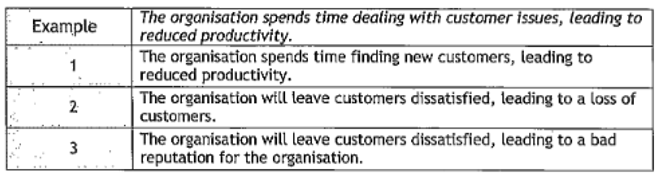 Example
The organisation spends time dealing with customer issues, leading to
reduced productivity.
1
The organisation spends time finding new customers, leading to
reduced productivity.
2
The organisation will leave customers dissatisfied, leading to a loss of
customers.
3
The organisation will leave customers dissatisfied, leading to a bad
reputation for the organisation.